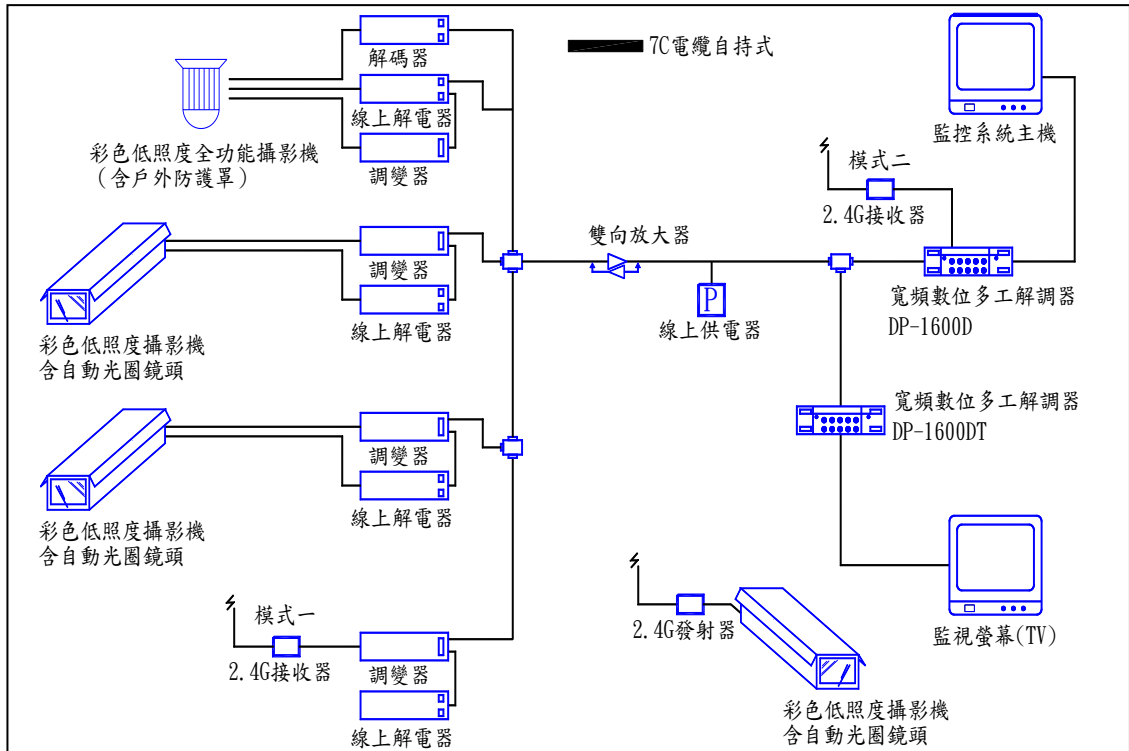 解碼器
線上解電器
調變器
彩色低照度全功能攝影機
(含戶外防護罩)
7C電纜自持式
監控系統主機
模式二
2.4G接收器
調變器
線上解電器
彩色低照度攝影機
含自動光圈鏡頭
雙向放大器
P
線上供電器
寬頻數位多工解調器
DP-1600D
寬頻數位多工解調器
DP-1600DT
調變器
線上解電器
彩色低照度攝影機
含自動光圈鏡頭
模式一
2.4G接收器
調變器
線上解電器
2.4G發射器
彩色低照度攝影機
含自動光圈鏡頭
監視螢幕(TV)